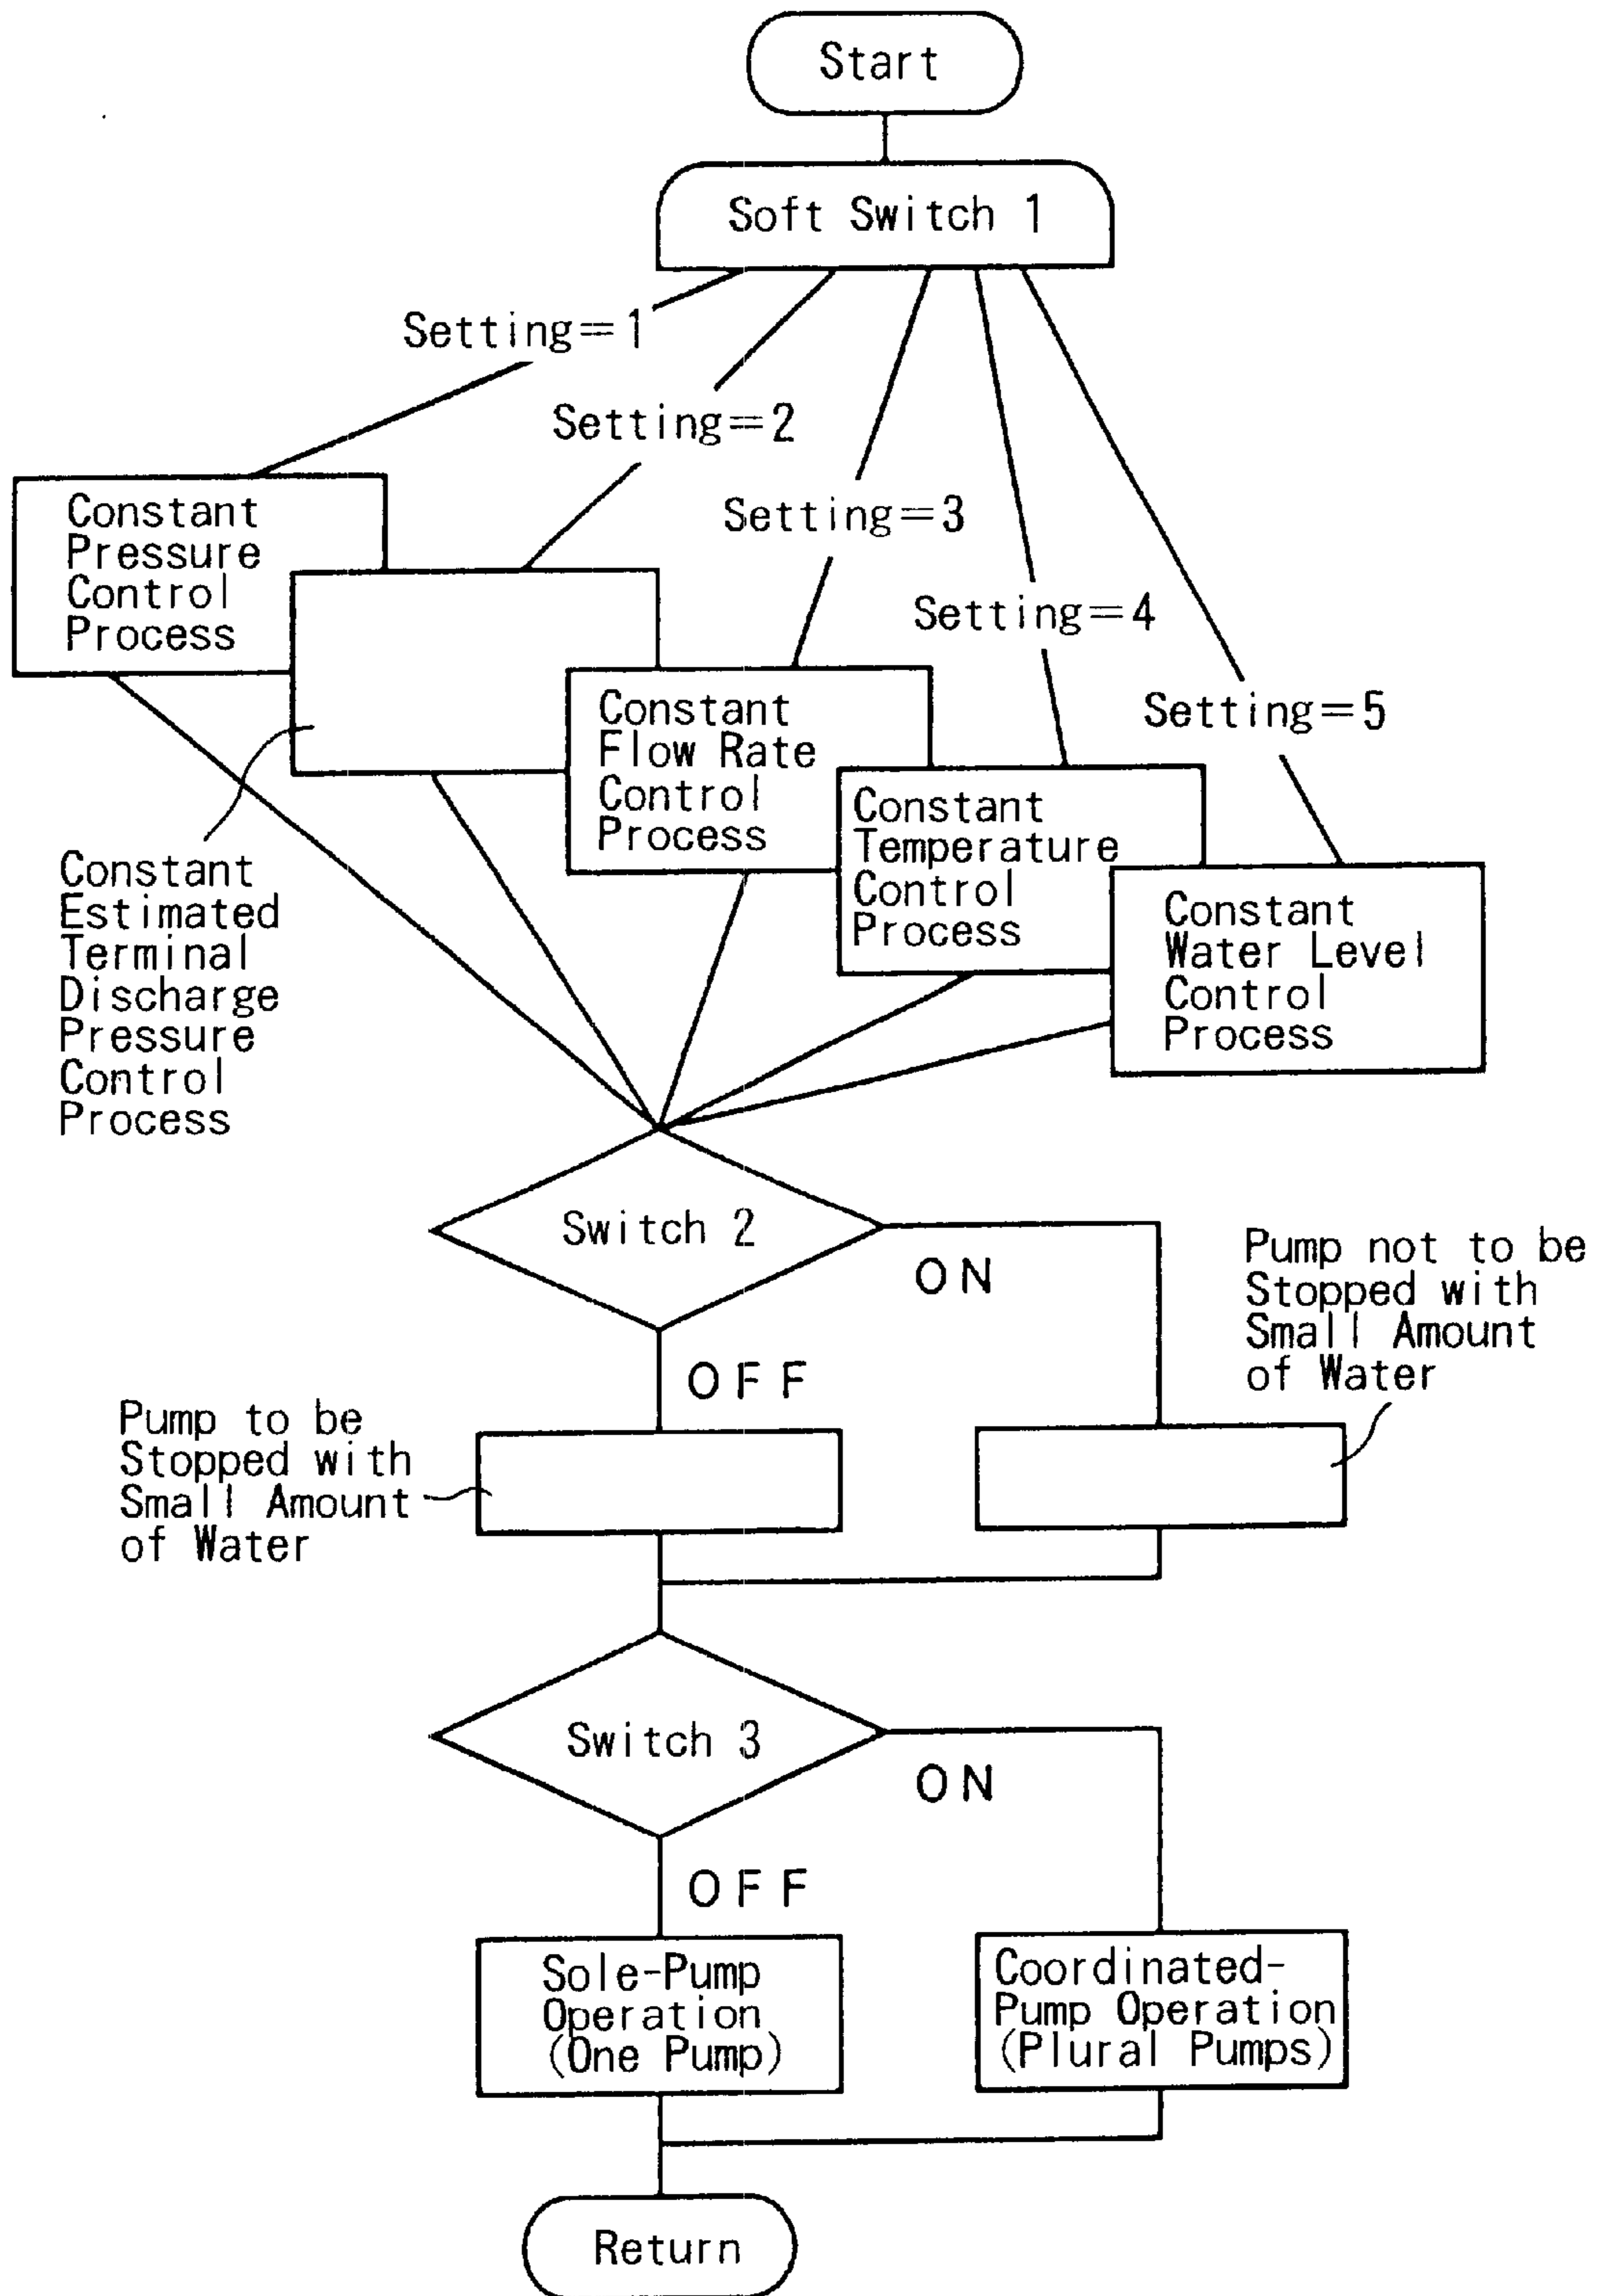 Start
Soft Switch 1
Setting=1
Setting=2
Setting=3
Setting=4
Setting=5
Constant
Pressure
Control
Process
Constant
Estimated
Terminal
Discharge
Pressure
Control
Process
Constant
Flow Rate
Control
Process
Constant
Temperature
Control
Process
Constant
Water Level
Control
Process
Switch 2
ON
OFF
Pump not to be
Stopped with
Small Amount
of Water
Pump to be
Stopped with
Small Amount
of Water
Switch 3
ON
OFF
Sole-Pump
Operation
(One Pump)
Coordinated-
Pump Operation
(Plural Pumps)
Return